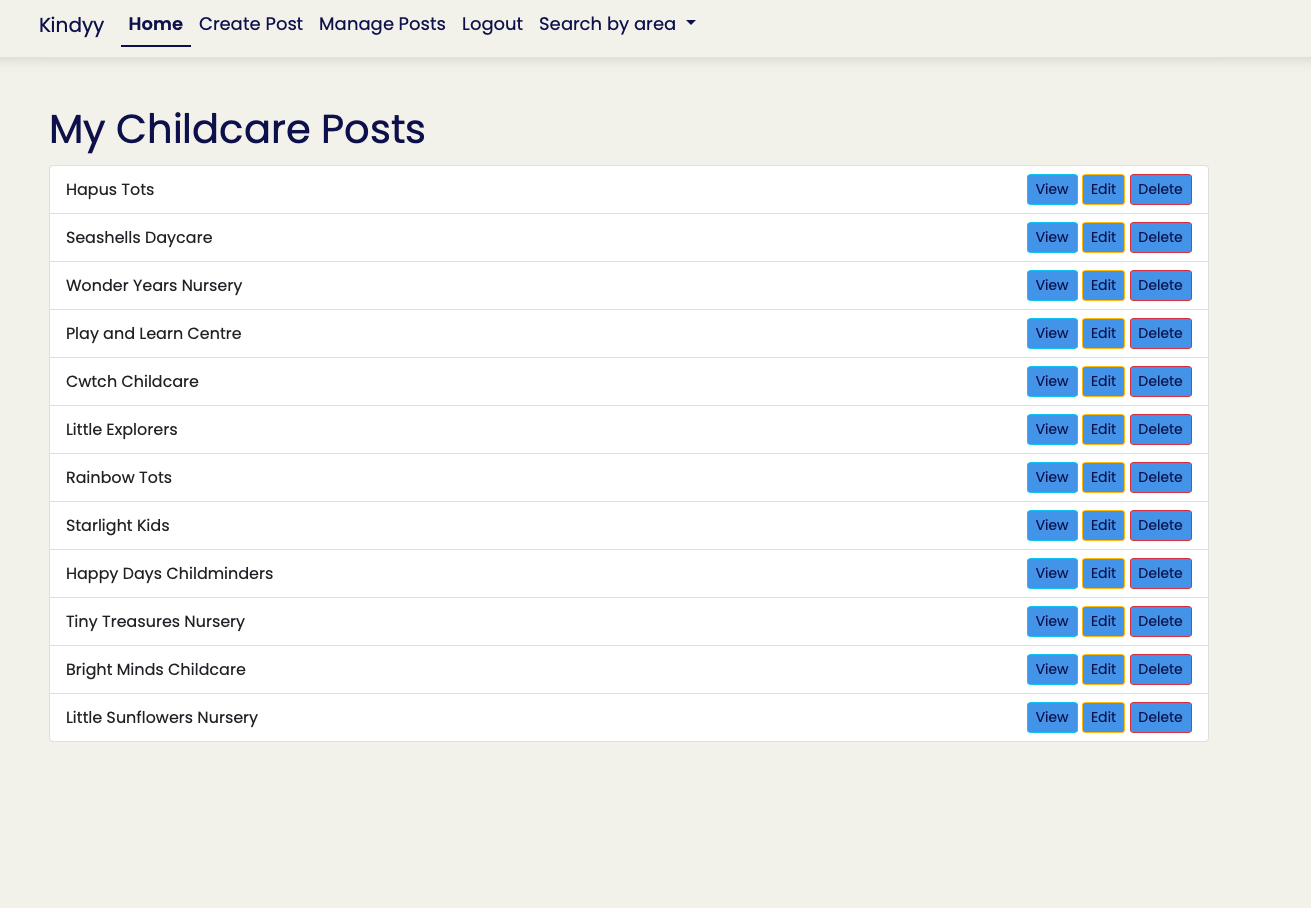 Kindyy Home Create Post Manage Posts Logout Search by area
My Childcare Posts
Hapus Tots View Edit Delete
Seashells Daycare View Edit Delete
Wonder Years Nursery View Edit Delete
Play and Learn Centre View Edit Delete
Cwtch Childcare View Edit Delete
Little Explorers View Edit Delete
Rainbow Tots View Edit Delete
Starlight Kids View Edit Delete
Happy Days Childminders View Edit Delete
Tiny Treasures Nursery View Edit Delete
Bright Minds Childcare View Edit Delete
Little Sunflowers Nursery View Edit Delete